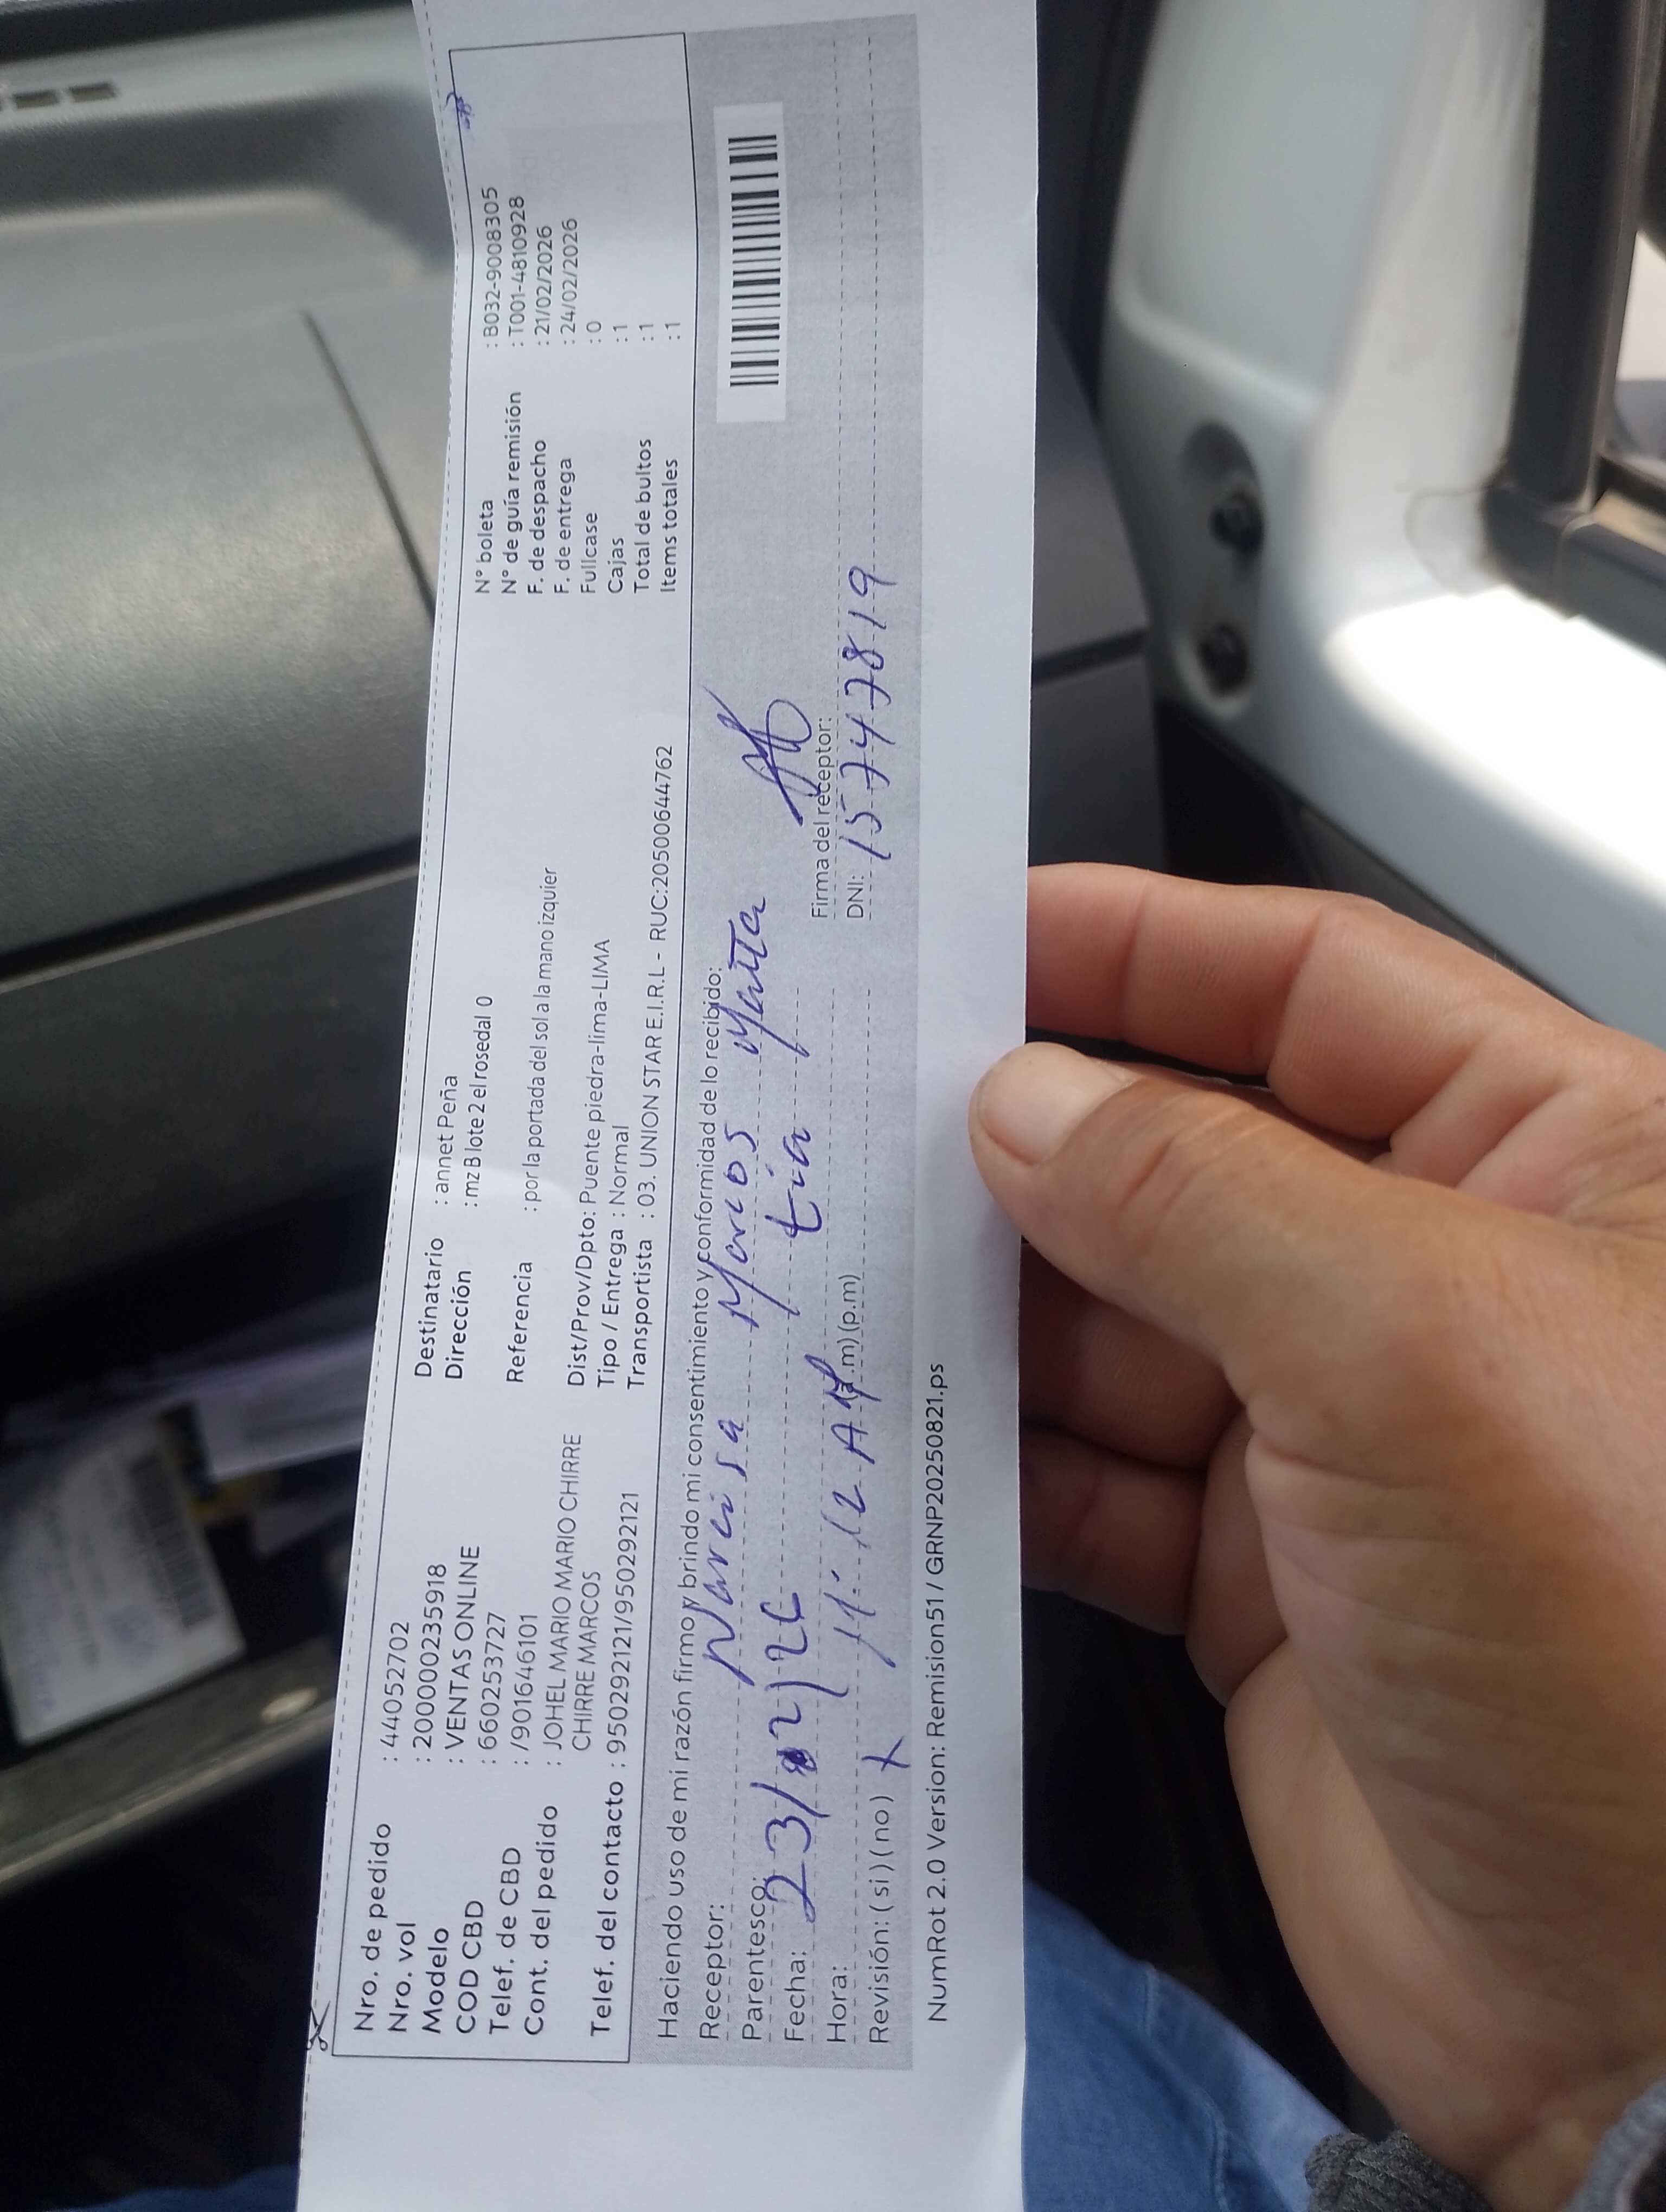 Nro. de pedido : 44052702
Nro. vol : 200000235918
Modelo : VENTAS ONLINE
COD CBD : 660253727
Telef. de CBD : /901646101
Cont. del pedido : JOHEL MARIO MARIO CHIRRE
CHIRRE MARCOS
Telef. del contacto : 950292121/950292121
Destinatario : annet Peña
Dirección : mz B lote 2 el rosedal 0
Referencia : por la portada del sol a la mano izquier
Dist/Prov/Dpto: Puente piedra-lima-LIMA
Tipo / Entrega : Normal
Transportista : 03. UNION STAR E.I.R.L - RUC:20500644762
N° boleta : B032-9008305
N° de guía remisión : T001-4810928
F. de despacho : 21/02/2026
F. de entrega : 24/02/2026
Fullcase : 0
Cajas : 1
Total de bultos : 1
Items totales : 1
Haciendo uso de mi razón firmo y brindo mi consentimiento y conformidad de lo recibido:
Receptor: Narcisa Marcos Marta
Parentesco: tia
Fecha: 23/02/26
Firma del receptor:
Hora: 11:12 AM (a.m) (p.m)
DNI: 15747819
Revisión: (si) (no) X
NumRot 2.0 Version: Remision51 / GRNP20250821.ps